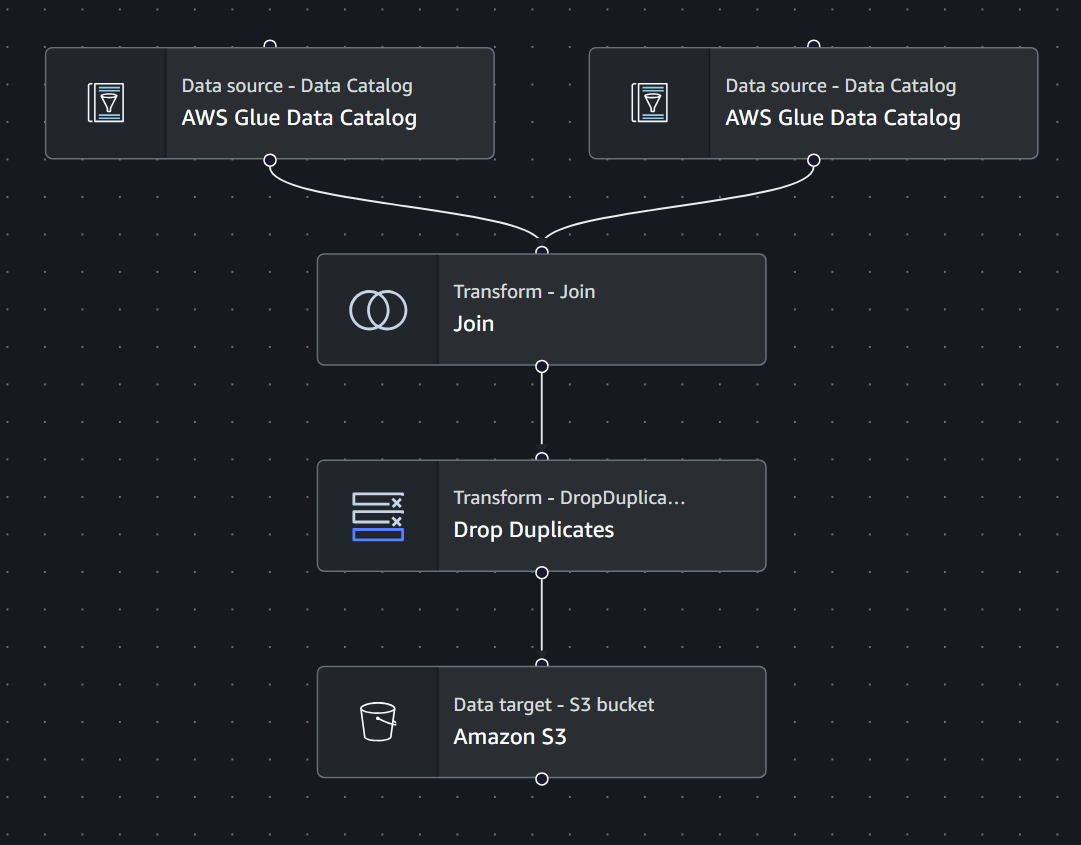 Data source - Data Catalog
AWS Glue Data Catalog
Data source - Data Catalog
AWS Glue Data Catalog
Transform - Join
Join
Transform - DropDuplica...
Drop Duplicates
Data target - S3 bucket
Amazon S3